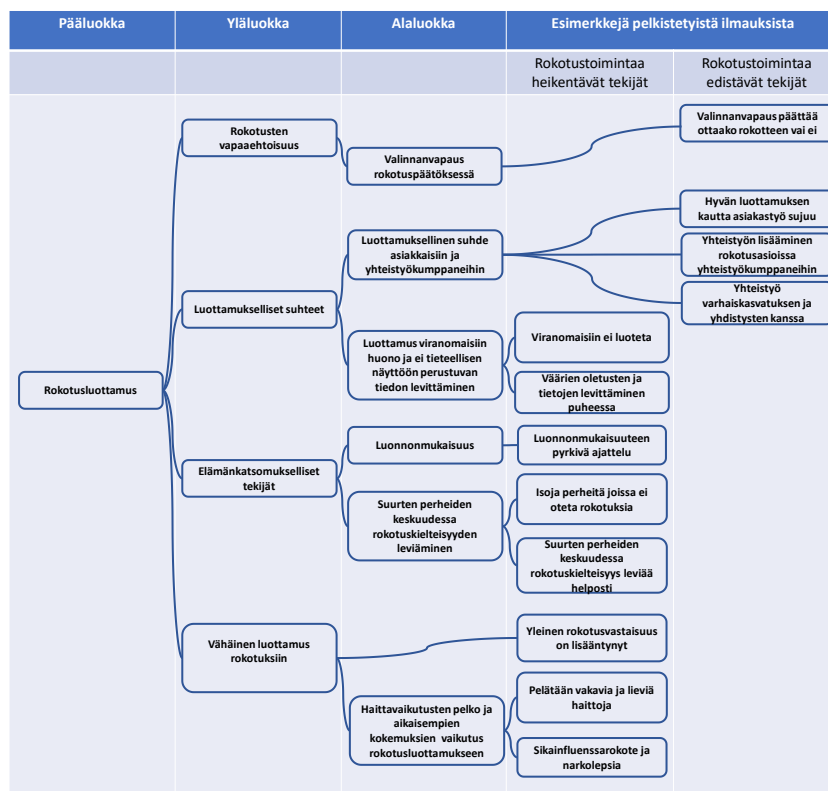 Pääluokka
Yläluokka
Alaluokka
Esimerkkejä pelkistetyistä ilmauksista
Rokotustoimintaa
heikentävät tekijät
Rokotustoimintaa
edistävät tekijät
Rokotusluottamus
Rokotusten
vapaaehtoisuus
Valinnanvapaus
rokotuspäätöksessä
Valinnanvapaus päättää
ottaako rokotteen vai ei
Luottamukselliset suhteet
Luottamuksellinen suhde
asiakkaisiin ja
yhteistyökumppaneihin
Hyvän luottamuksen
kautta asiakastyö sujuu
Yhteistyön lisääminen
rokotusasioissa
yhteistyökumppaneihin
Yhteistyö
varhaiskasvatuksen ja
yhdistysten kanssa
Luottamus viranomaisiin
huono ja ei tieteellisen
näyttöön perustuvan
tiedon levittäminen
Viranomaisiin ei luoteta
Väärien oletusten ja
tietojen levittäminen
puheessa
Elämänkatsomukselliset
tekijät
Luonnonmukaisuus
Luonnonmukaisuuteen
pyrkivä ajattelu
Suurten perheiden
keskuudessa
rokotuskielteisyyden
leviäminen
Isoja perheitä joissa ei
oteta rokotuksia
Suurten perheiden
keskuudessa
rokotuskielteisyys leviää
helposti
Vähäinen luottamus
rokotuksiin
Yleinen rokotusvastaisuus
on lisääntynyt
Haittavaikutusten pelko ja
aikaisempien
kokemuksien vaikutus
rokotusluottamukseen
Pelätään vakavia ja lieviä
haittoja
Sikainfluenssarokote ja
narkolepsia